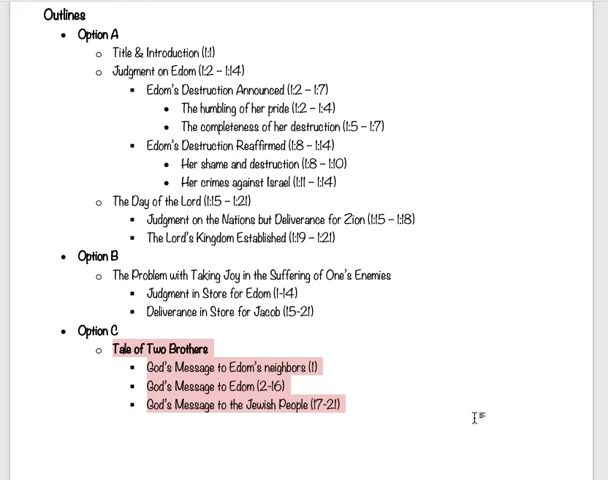 Outlines
• Option A
o Title & Introduction (1:1)
o Judgment on Edom (1:2 – 1:14)
▪ Edom's Destruction Announced (1:2 – 1:7)
• The humbling of her pride (1:2 – 1:4)
• The completeness of her destruction (1:5 – 1:7)
▪ Edom's Destruction Reaffirmed (1:8 – 1:14)
• Her shame and destruction (1:8 – 1:10)
• Her crimes against Israel (1:11 – 1:14)
o The Day of the Lord (1:15 – 1:21)
▪ Judgment on the Nations but Deliverance for Zion (1:15 – 1:18)
▪ The Lord's Kingdom Established (1:19 – 1:21)
• Option B
o The Problem with Taking Joy in the Suffering of One's Enemies
▪ Judgment in Store for Edom (1-14)
▪ Deliverance in Store for Jacob (15-21)
• Option C
o Tale of Two Brothers
▪ God's Message to Edom's neighbors (1)
▪ God's Message to Edom (2-16)
▪ God's Message to the Jewish People (17-21)